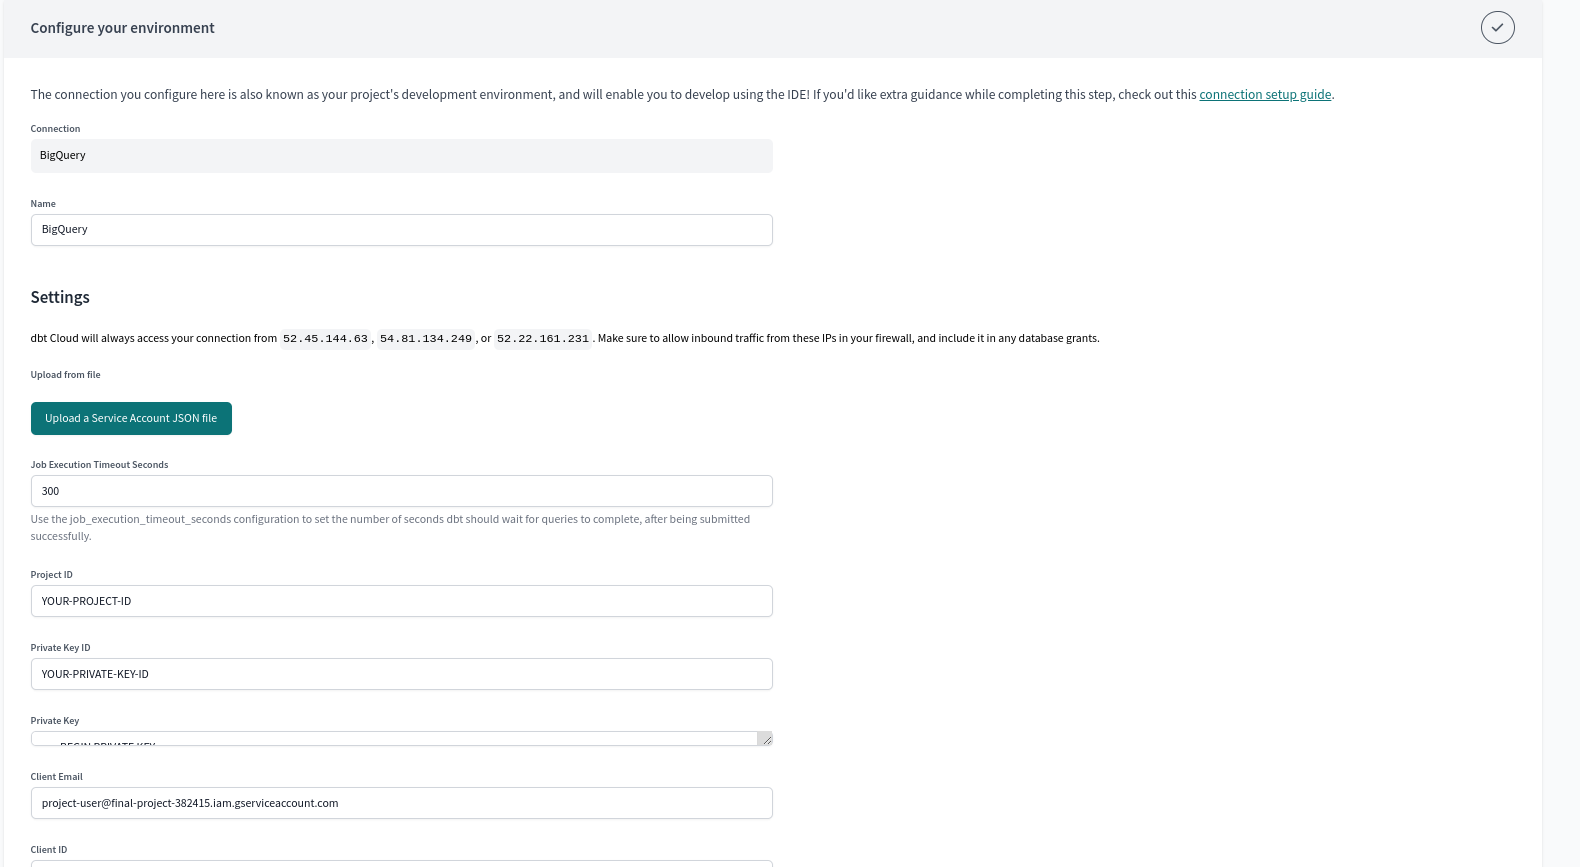 Configure your environment
The connection you configure here is also known as your project's development environment, and will enable you to develop using the IDE! If you'd like extra guidance while completing this step, check out this connection setup guide.
Connection
BigQuery
Name
BigQuery
Settings
dbt Cloud will always access your connection from 52.45.144.63, 54.81.134.249, or 52.22.161.231. Make sure to allow inbound traffic from these IPs in your firewall, and include it in any database grants.
Upload from file
Upload a Service Account JSON file
Job Execution Timeout Seconds
300
Use the job_execution_timeout_seconds configuration to set the number of seconds dbt should wait for queries to complete, after being submitted
successfully.
Project ID
YOUR-PROJECT-ID
Private Key ID
YOUR-PRIVATE-KEY-ID
Private Key
BEGIN PRIVATE KEY
Client Email
project-user@final-project-382415.iam.gserviceaccount.com
Client ID